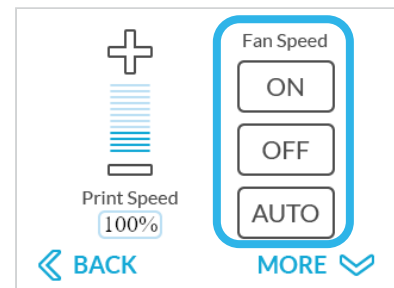 Fan Speed
ON
OFF
AUTO
Print Speed
100%
BACK
MORE